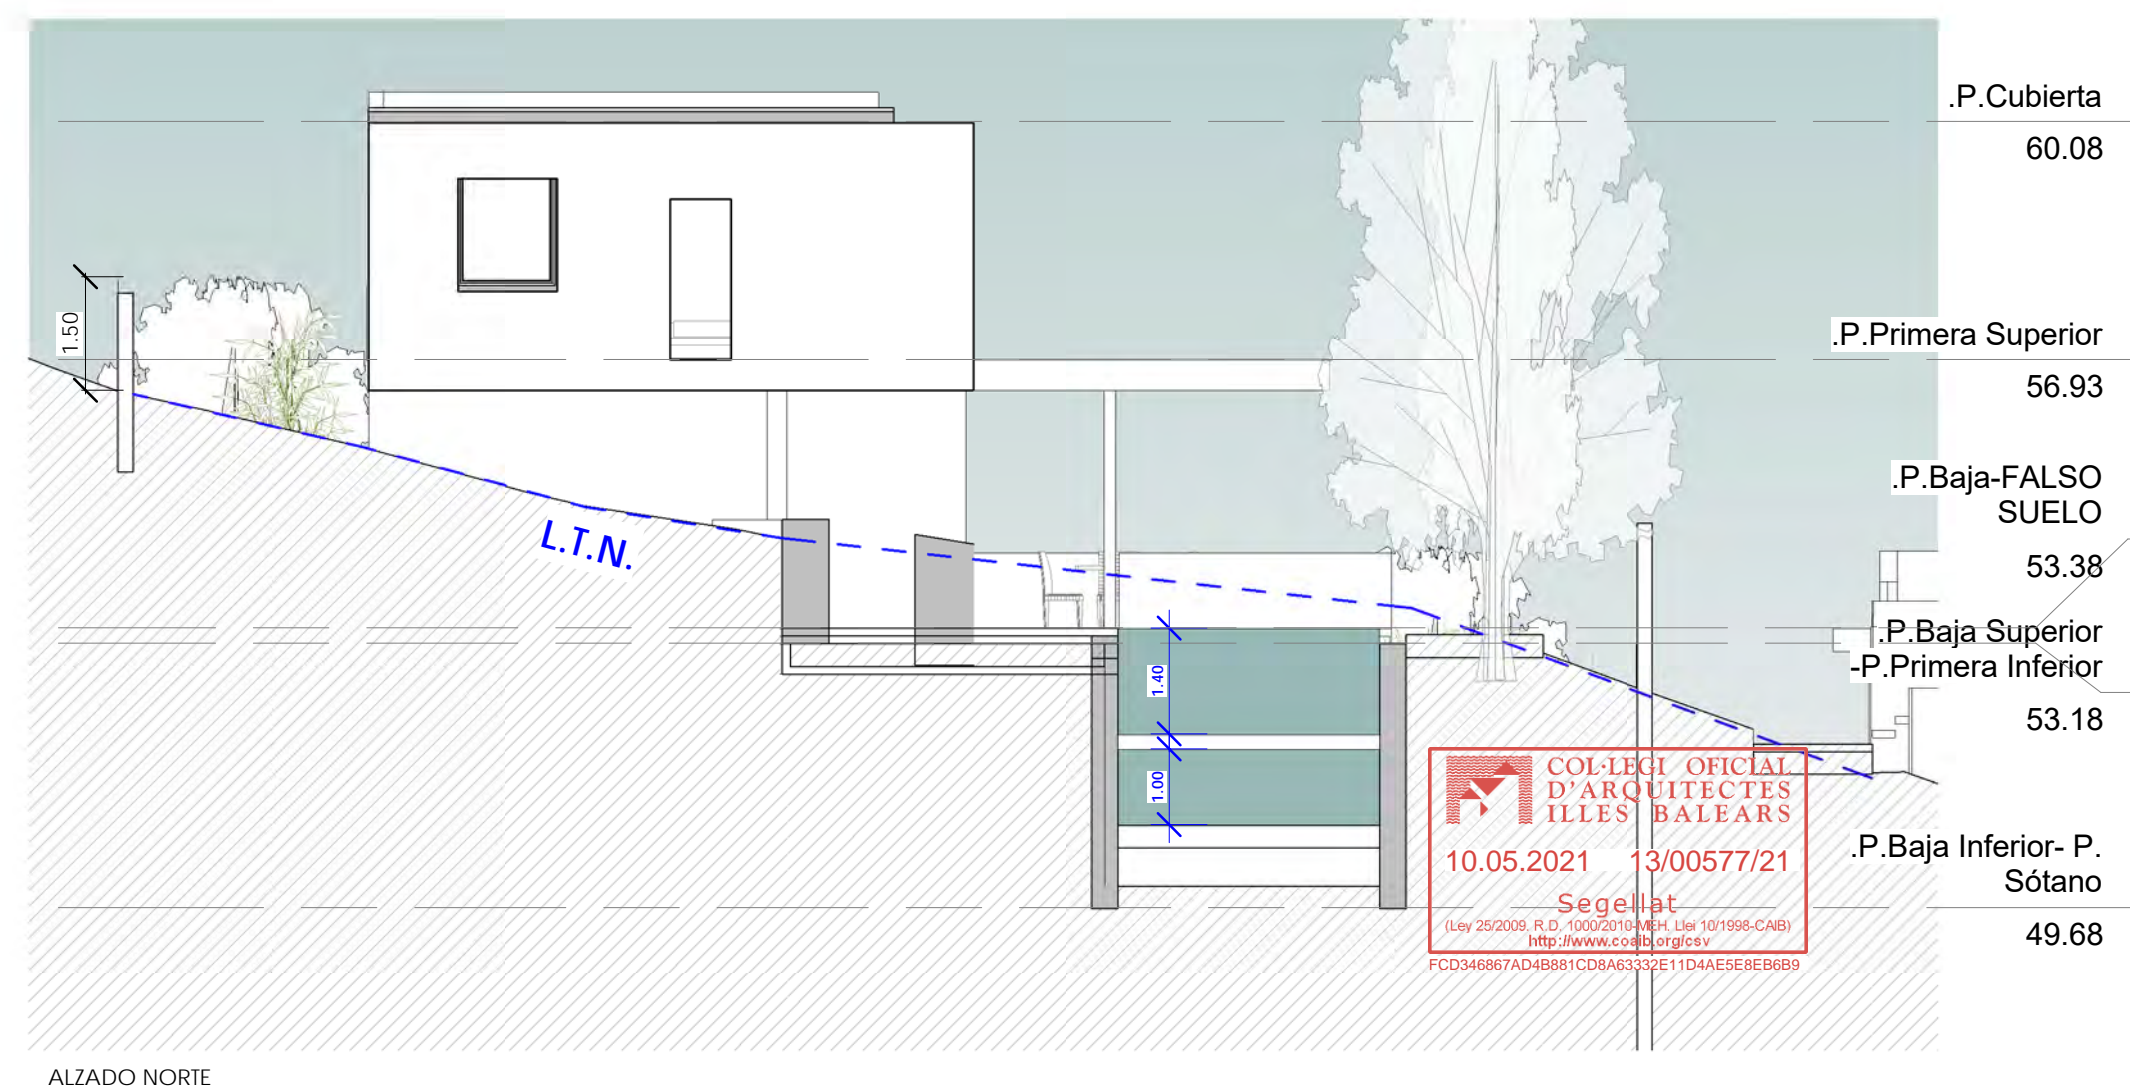 .P.Cubierta
60.08
.P.Primera Superior
56.93
1.50
.P.Baja-FALSO
SUELO
53.38
L.T.N.
.P.Baja Superior
-P.Primera Inferior
53.18
1.40
1.00
COL·LEGI OFICIAL
D'ARQUITECTES
ILLES BALEARS
10.05.2021 13/00577/21
Segellat
(Ley 25/2009. R.D. 1000/2010-MEH. Llei 10/1998-CAIB)
http://www.coaib.org/csv
FCD346867AD4B881CD8A63332E11D4AE5E8EB6B9
.P.Baja Inferior- P.
Sótano
49.68
ALZADO NORTE